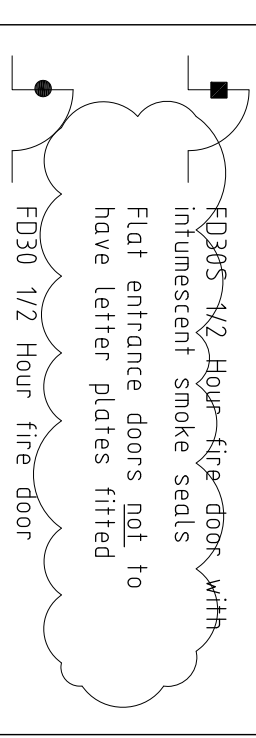 FD30S 1/2 Hour fire door with
intumescent smoke seals
Flat entrance doors not to
have letter plates fitted
FD30 1/2 Hour fire door